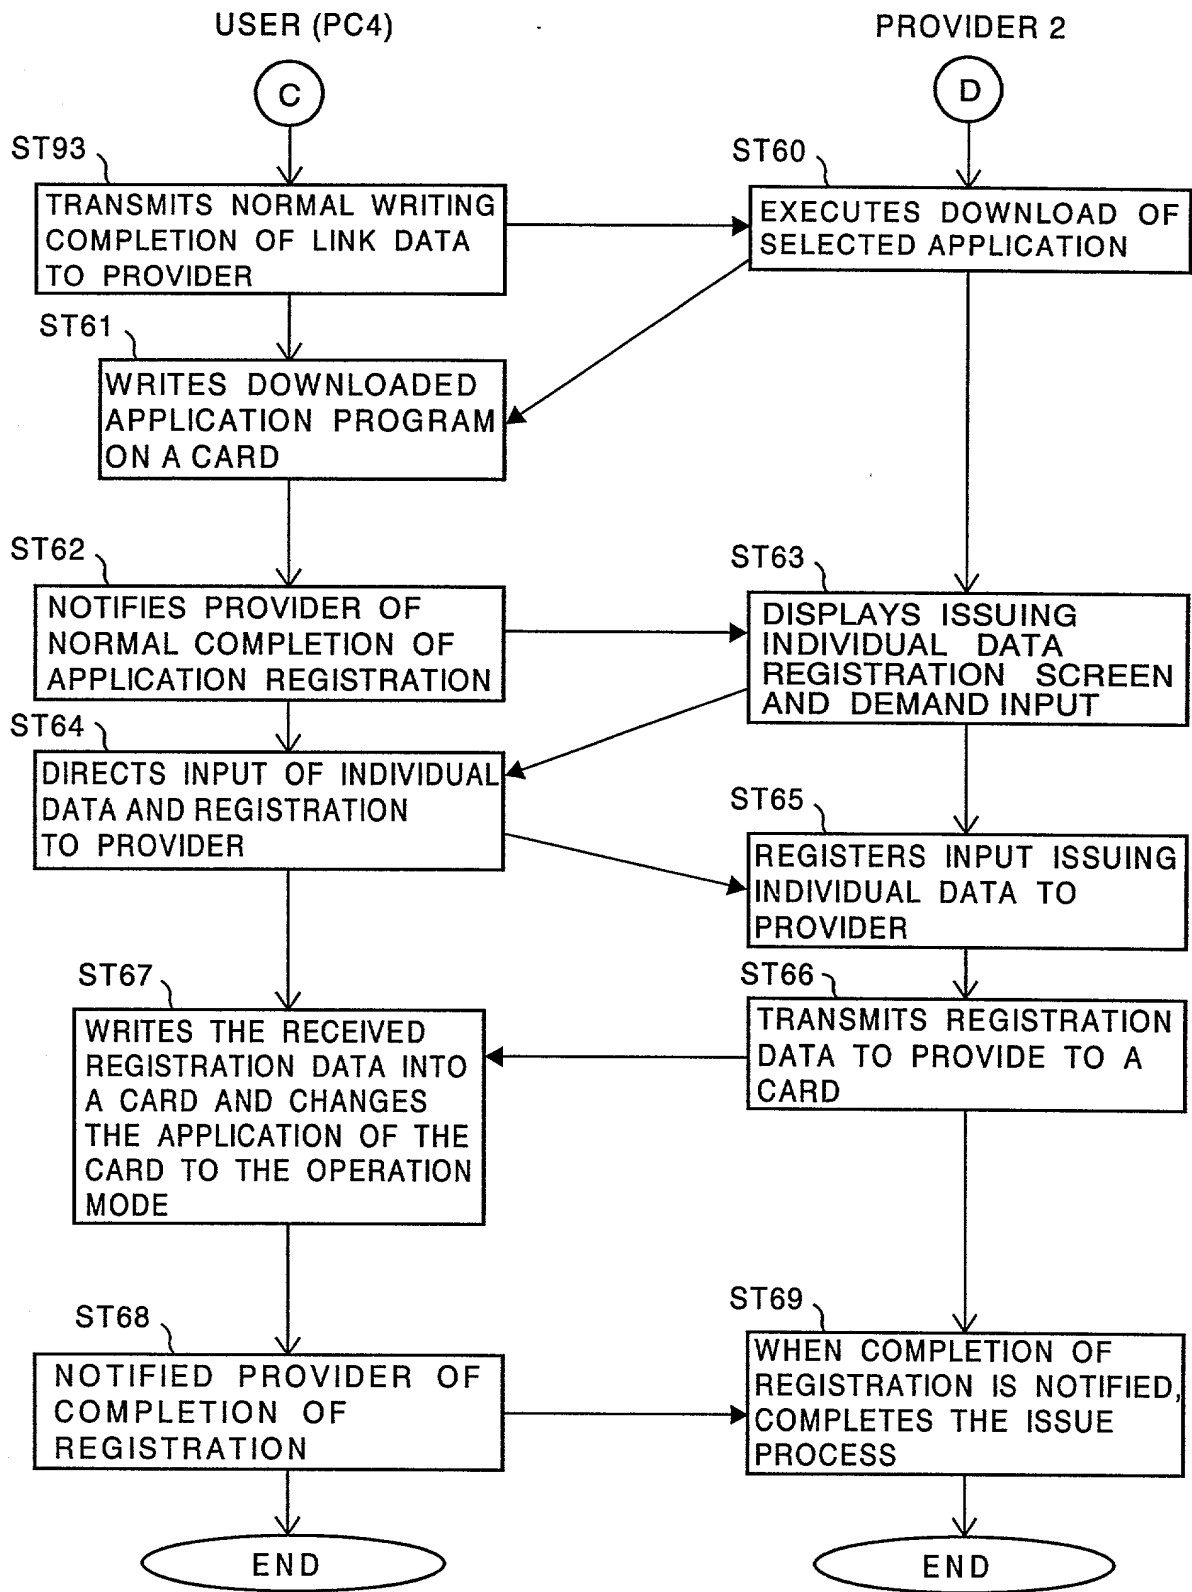 USER (PC4)
PROVIDER 2
C
D
ST93
ST60
TRANSMITS NORMAL WRITING
COMPLETION OF LINK DATA
TO PROVIDER
EXECUTES DOWNLOAD OF
SELECTED APPLICATION
ST61
WRITES DOWNLOADED
APPLICATION PROGRAM
ON A CARD
ST62
ST63
NOTIFIES PROVIDER OF
NORMAL COMPLETION OF
APPLICATION REGISTRATION
DISPLAYS ISSUING
INDIVIDUAL DATA
REGISTRATION SCREEN
AND DEMAND INPUT
ST64
DIRECTS INPUT OF INDIVIDUAL
DATA AND REGISTRATION
TO PROVIDER
ST65
REGISTERS INPUT ISSUING
INDIVIDUAL DATA TO
PROVIDER
ST67
ST66
WRITES THE RECEIVED
REGISTRATION DATA INTO
A CARD AND CHANGES
THE APPLICATION OF THE
CARD TO THE OPERATION
MODE
TRANSMITS REGISTRATION
DATA TO PROVIDE TO A
CARD
ST68
ST69
NOTIFIED PROVIDER OF
COMPLETION OF
REGISTRATION
WHEN COMPLETION OF
REGISTRATION IS NOTIFIED,
COMPLETES THE ISSUE
PROCESS
END
END